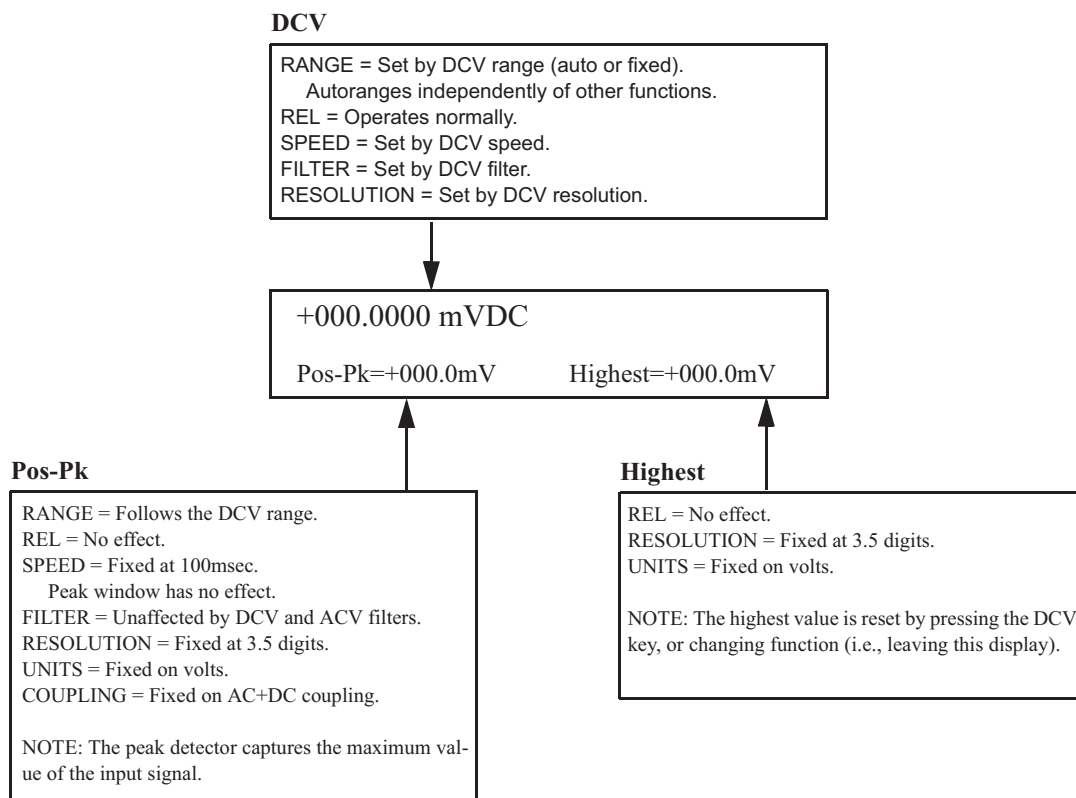 DCV
RANGE = Set by DCV range (auto or fixed).
Autoranges independently of other functions.
REL = Operates normally.
SPEED = Set by DCV speed.
FILTER = Set by DCV filter.
RESOLUTION = Set by DCV resolution.
+000.0000 mVDC
Pos-Pk=+000.0mV Highest=+000.0mV
Pos-Pk
RANGE = Follows the DCV range.
REL = No effect.
SPEED = Fixed at 100msec.
Peak window has no effect.
FILTER = Unaffected by DCV and ACV filters.
RESOLUTION = Fixed at 3.5 digits.
UNITS = Fixed on volts.
COUPLING = Fixed on AC+DC coupling.
NOTE: The peak detector captures the maximum val-
ue of the input signal.
Highest
REL = No effect.
RESOLUTION = Fixed at 3.5 digits.
UNITS = Fixed on volts.
NOTE: The highest value is reset by pressing the DCV
key, or changing function (i.e., leaving this display).